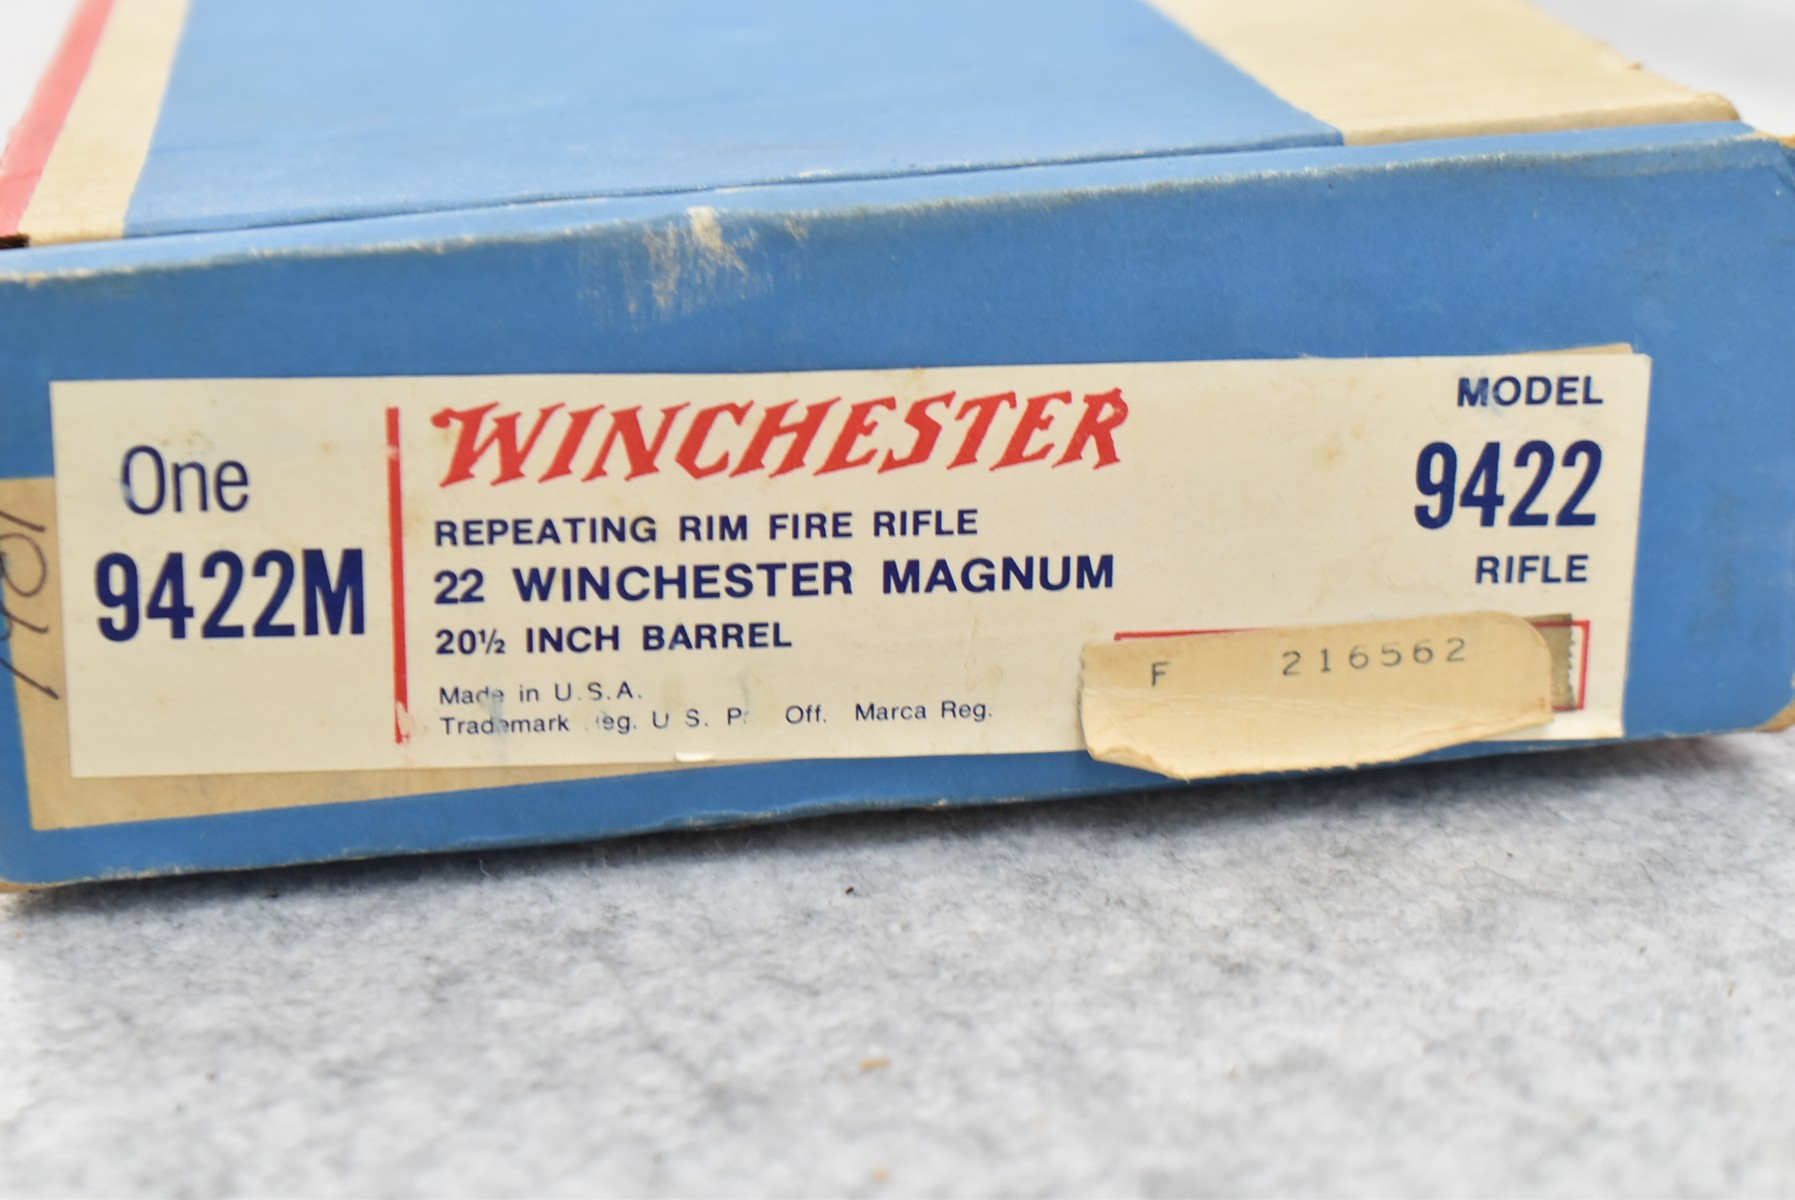 One
9422M
WINCHESTER
REPEATING RIM FIRE RIFLE
22 WINCHESTER MAGNUM
20½ INCH BARREL
Made in U.S.A.
Trademark Reg. U.S. P. Off. Marca Reg.
MODEL
9422
RIFLE
F 216562